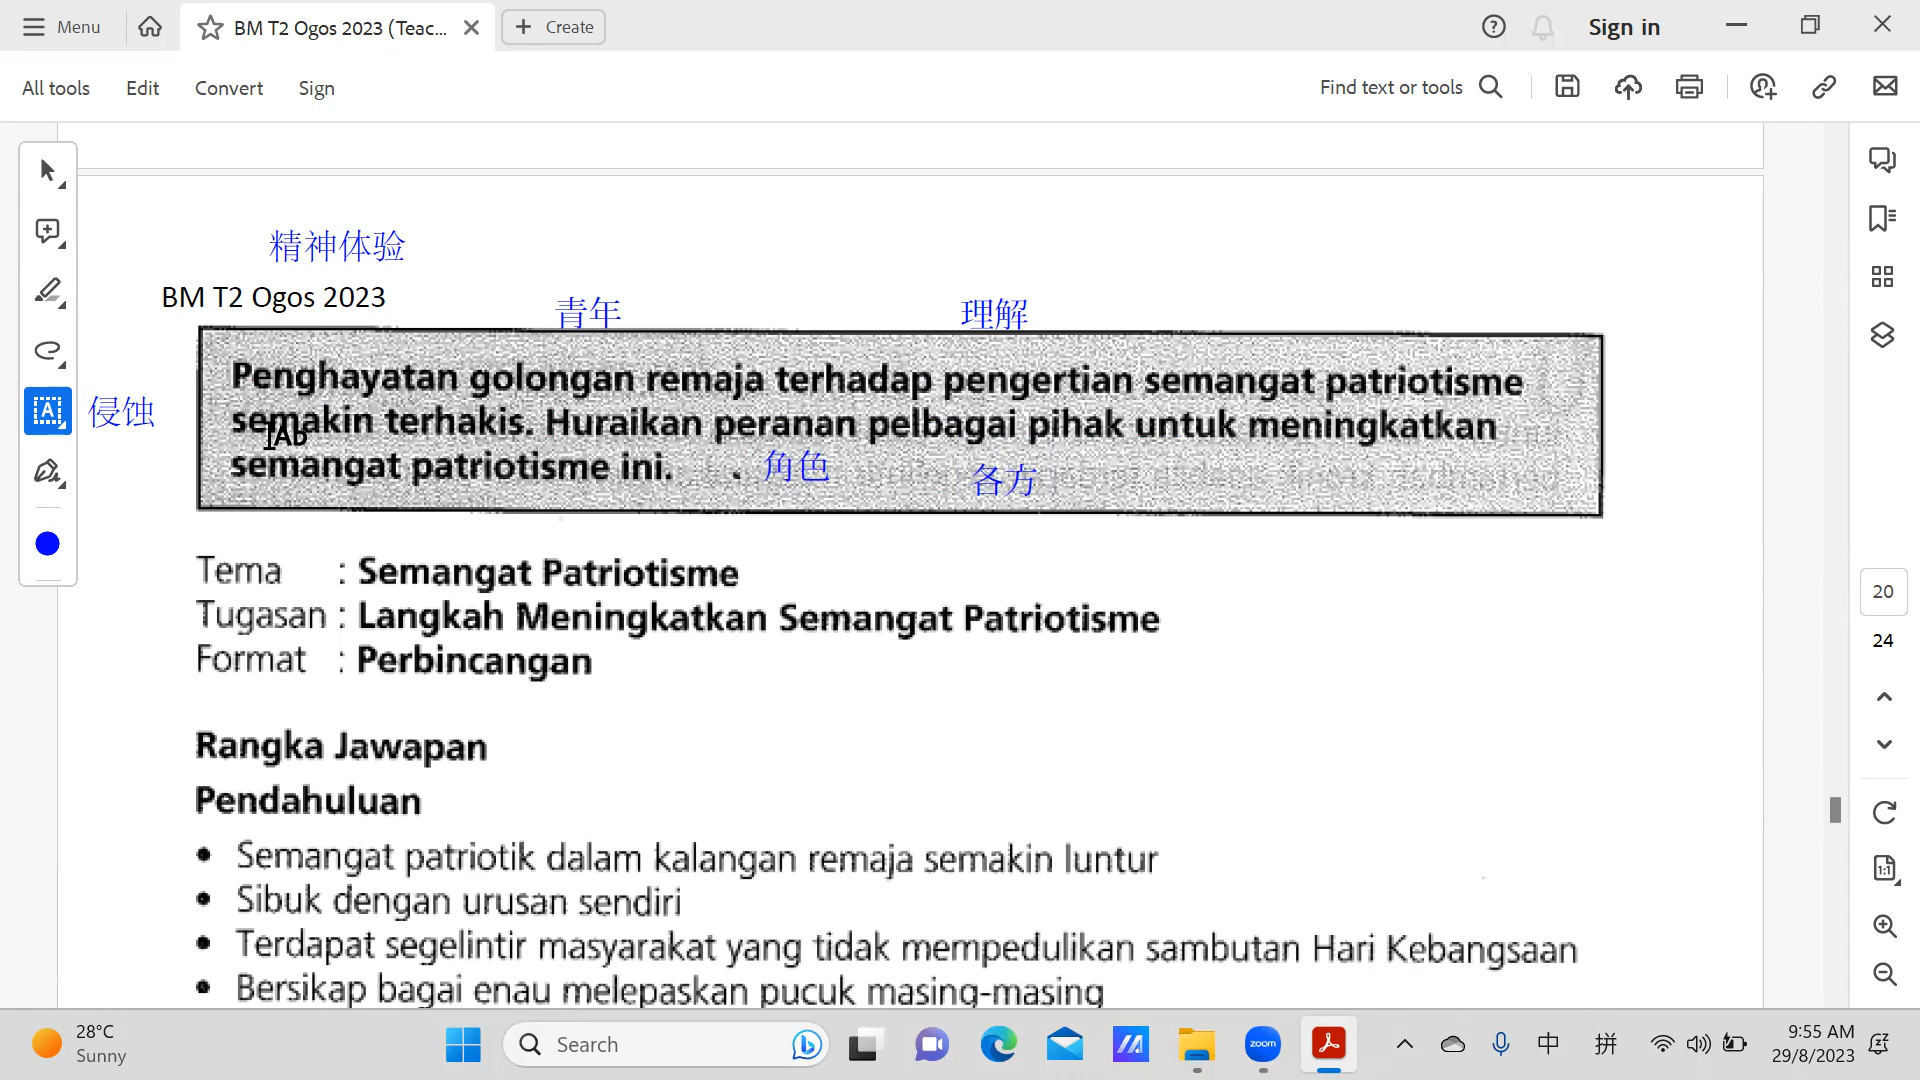 Menu
BM T2 Ogos 2023 (Teac...
Create
Sign in
All tools
Edit
Convert
Sign
Find text or tools
精神体验
BM T2 Ogos 2023
青年
理解
侵蚀
Penghayatan golongan remaja terhadap pengertian semangat patriotisme
semakin terhakis. Huraikan peranan pelbagai pihak untuk meningkatkan
semangat patriotisme ini.
角色
各方
Tema : Semangat Patriotisme
Tugasan : Langkah Meningkatkan Semangat Patriotisme
Format : Perbincangan
Rangka Jawapan
Pendahuluan
• Semangat patriotik dalam kalangan remaja semakin luntur
• Sibuk dengan urusan sendiri
• Terdapat segelintir masyarakat yang tidak mempedulikan sambutan Hari Kebangsaan
• Bersikap bagai enau melepaskan pucuk masing-masing
20
24
28°C
Sunny
Search
zoom
中
拼
9:55 AM
29/8/2023